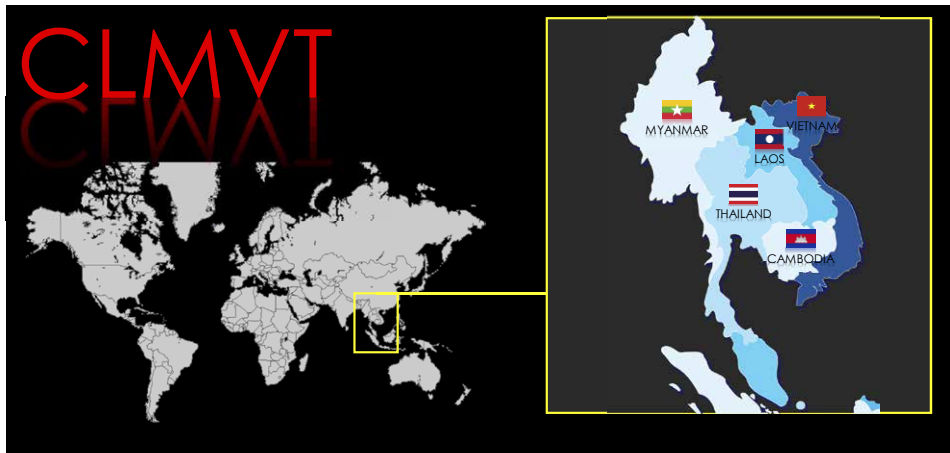 CLMVT
MYANMAR
VIETNAM
LAOS
THAILAND
CAMBODIA